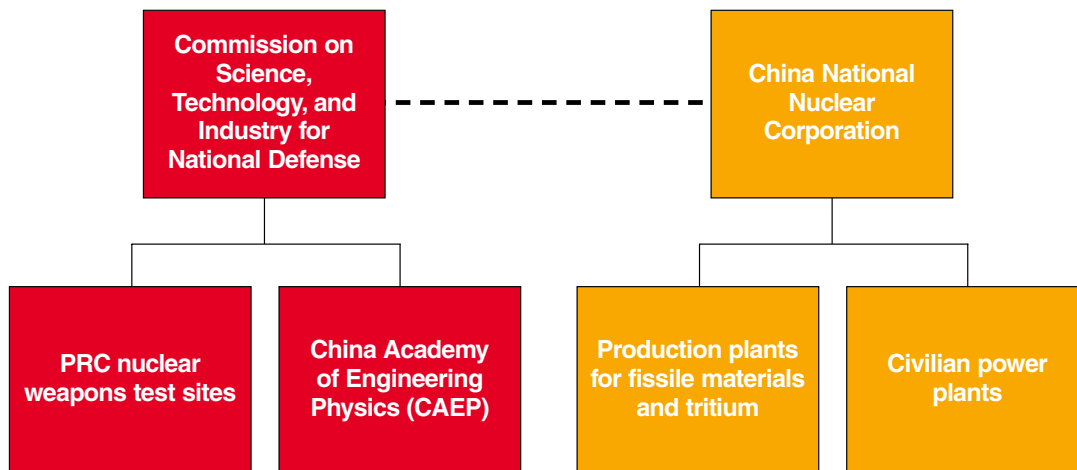 Commission on
Science,
Technology, and
Industry for
National Defense
China National
Nuclear
Corporation
PRC nuclear
weapons test sites
China Academy
of Engineering
Physics (CAEP)
Production plants
for fissile materials
and tritium
Civilian power
plants